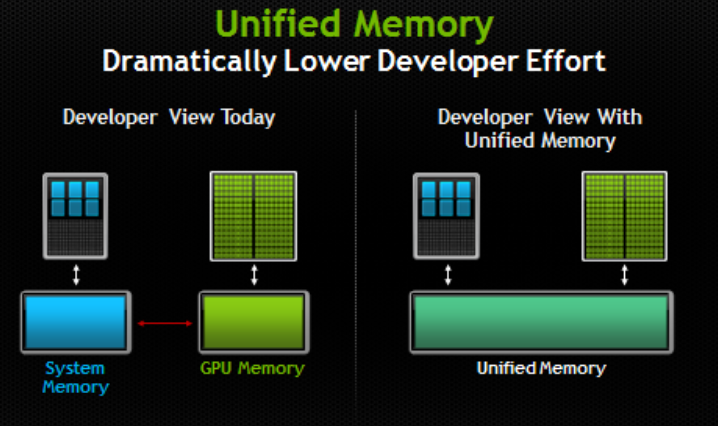 Unified Memory
Dramatically Lower Developer Effort
Developer View Today
System
Memory
GPU Memory
Developer View With
Unified Memory
Unified Memory